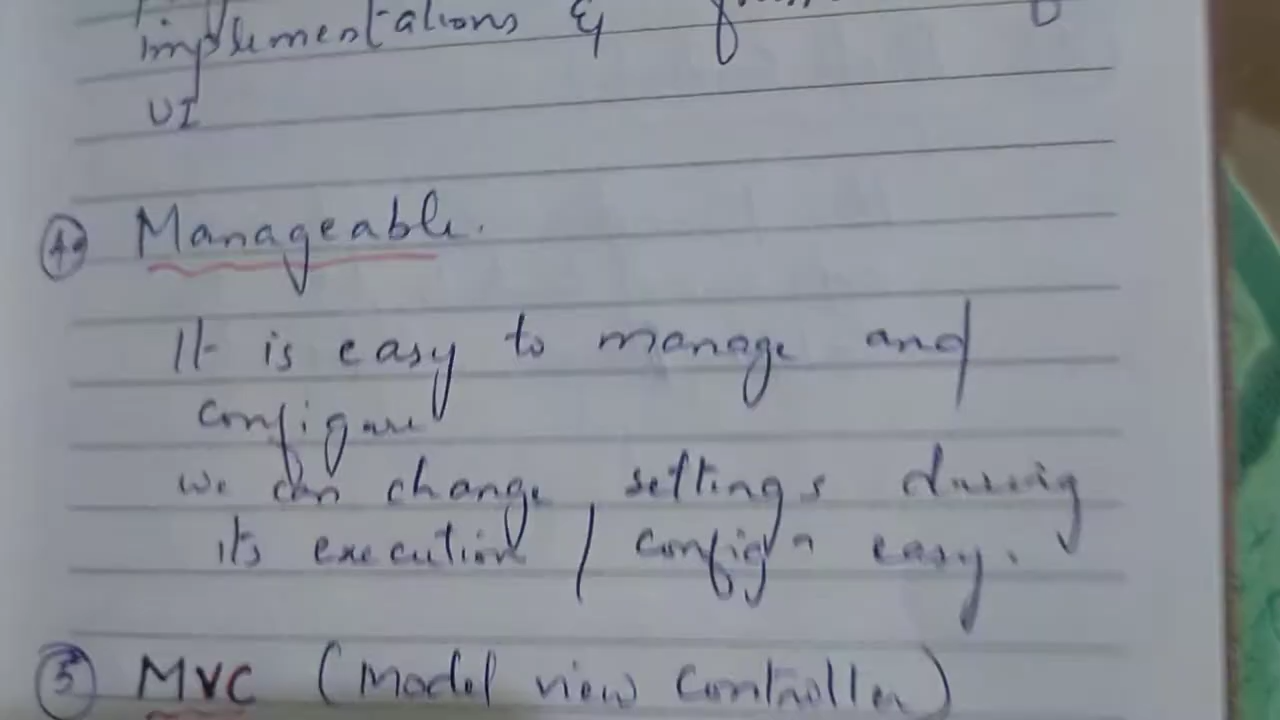 implementations &
UI
4. Manageable.
It is easy to manage and
configure
we can change settings during
its execution / confign easy.
5 MVC (Model view controller)